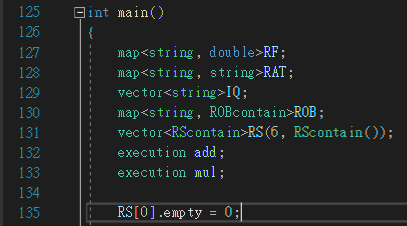 125 int main()
126 {
127 map<string, double>RF;
128 map<string, string>RAT;
129 vector<string>IQ;
130 map<string, ROBcontain>ROB;
131 vector<RScontain>RS(6, RScontain());
132 execution add;
133 execution mul;
134
135 RS[0].empty = 0;